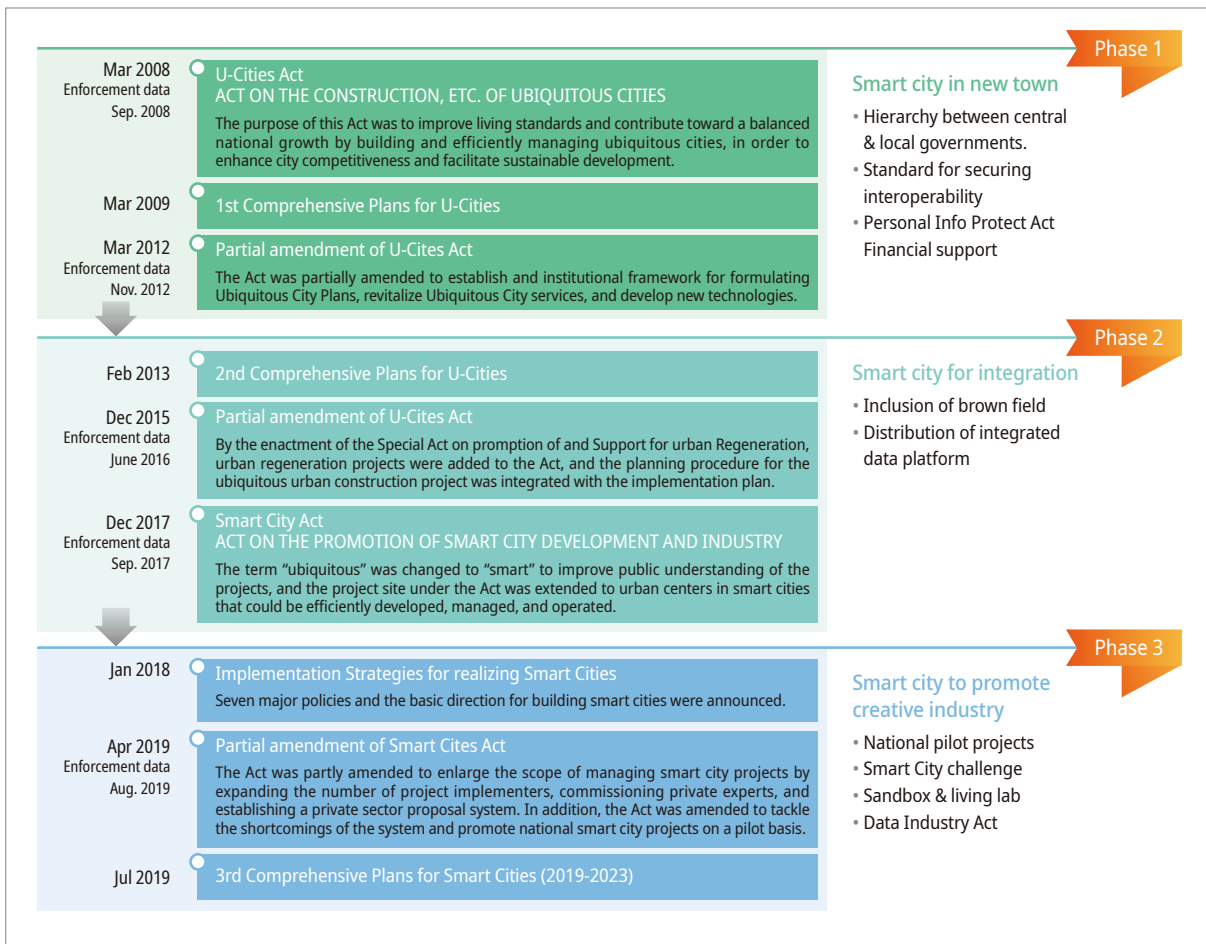 Phase 1
Mar 2008
Enforcement data
Sep. 2008
U-Cities Act
ACT ON THE CONSTRUCTION, ETC. OF UBIQUITOUS CITIES
The purpose of this Act was to improve living standards and contribute toward a balanced
national growth by building and efficiently managing ubiquitous cities, in order to
enhance city competitiveness and facilitate sustainable development.
Mar 2009
1st Comprehensive Plans for U-Cities
Mar 2012
Enforcement data
Nov. 2012
Partial amendment of U-Cites Act
The Act was partially amended to establish and institutional framework for formulating
Ubiquitous City Plans, revitalize Ubiquitous City services, and develop new technologies.
Smart city in new town
• Hierarchy between central
& local governments.
• Standard for securing
interoperability
• Personal Info Protect Act
Financial support
Phase 2
Feb 2013
2nd Comprehensive Plans for U-Cities
Dec 2015
Enforcement data
June 2016
Partial amendment of U-Cites Act
By the enactment of the Special Act on promption of and Support for urban Regeneration,
urban regeneration projects were added to the Act, and the planning procedure for the
ubiquitous urban construction project was integrated with the implementation plan.
Dec 2017
Enforcement data
Sep. 2017
Smart City Act
ACT ON THE PROMOTION OF SMART CITY DEVELOPMENT AND INDUSTRY
The term “ubiquitous” was changed to “smart” to improve public understanding of the
projects, and the project site under the Act was extended to urban centers in smart cities
that could be efficiently developed, managed, and operated.
Smart city for integration
• Inclusion of brown field
• Distribution of integrated
data platform
Phase 3
Jan 2018
Implementation Strategies for realizing Smart Cities
Seven major policies and the basic direction for building smart cities were announced.
Apr 2019
Enforcement data
Aug. 2019
Partial amendment of Smart Cites Act
The Act was partly amended to enlarge the scope of managing smart city projects by
expanding the number of project implementers, commissioning private experts, and
establishing a private sector proposal system. In addition, the Act was amended to tackle
the shortcomings of the system and promote national smart city projects on a pilot basis.
Jul 2019
3rd Comprehensive Plans for Smart Cities (2019-2023)
Smart city to promote
creative industry
• National pilot projects
• Smart City challenge
• Sandbox & living lab
• Data Industry Act